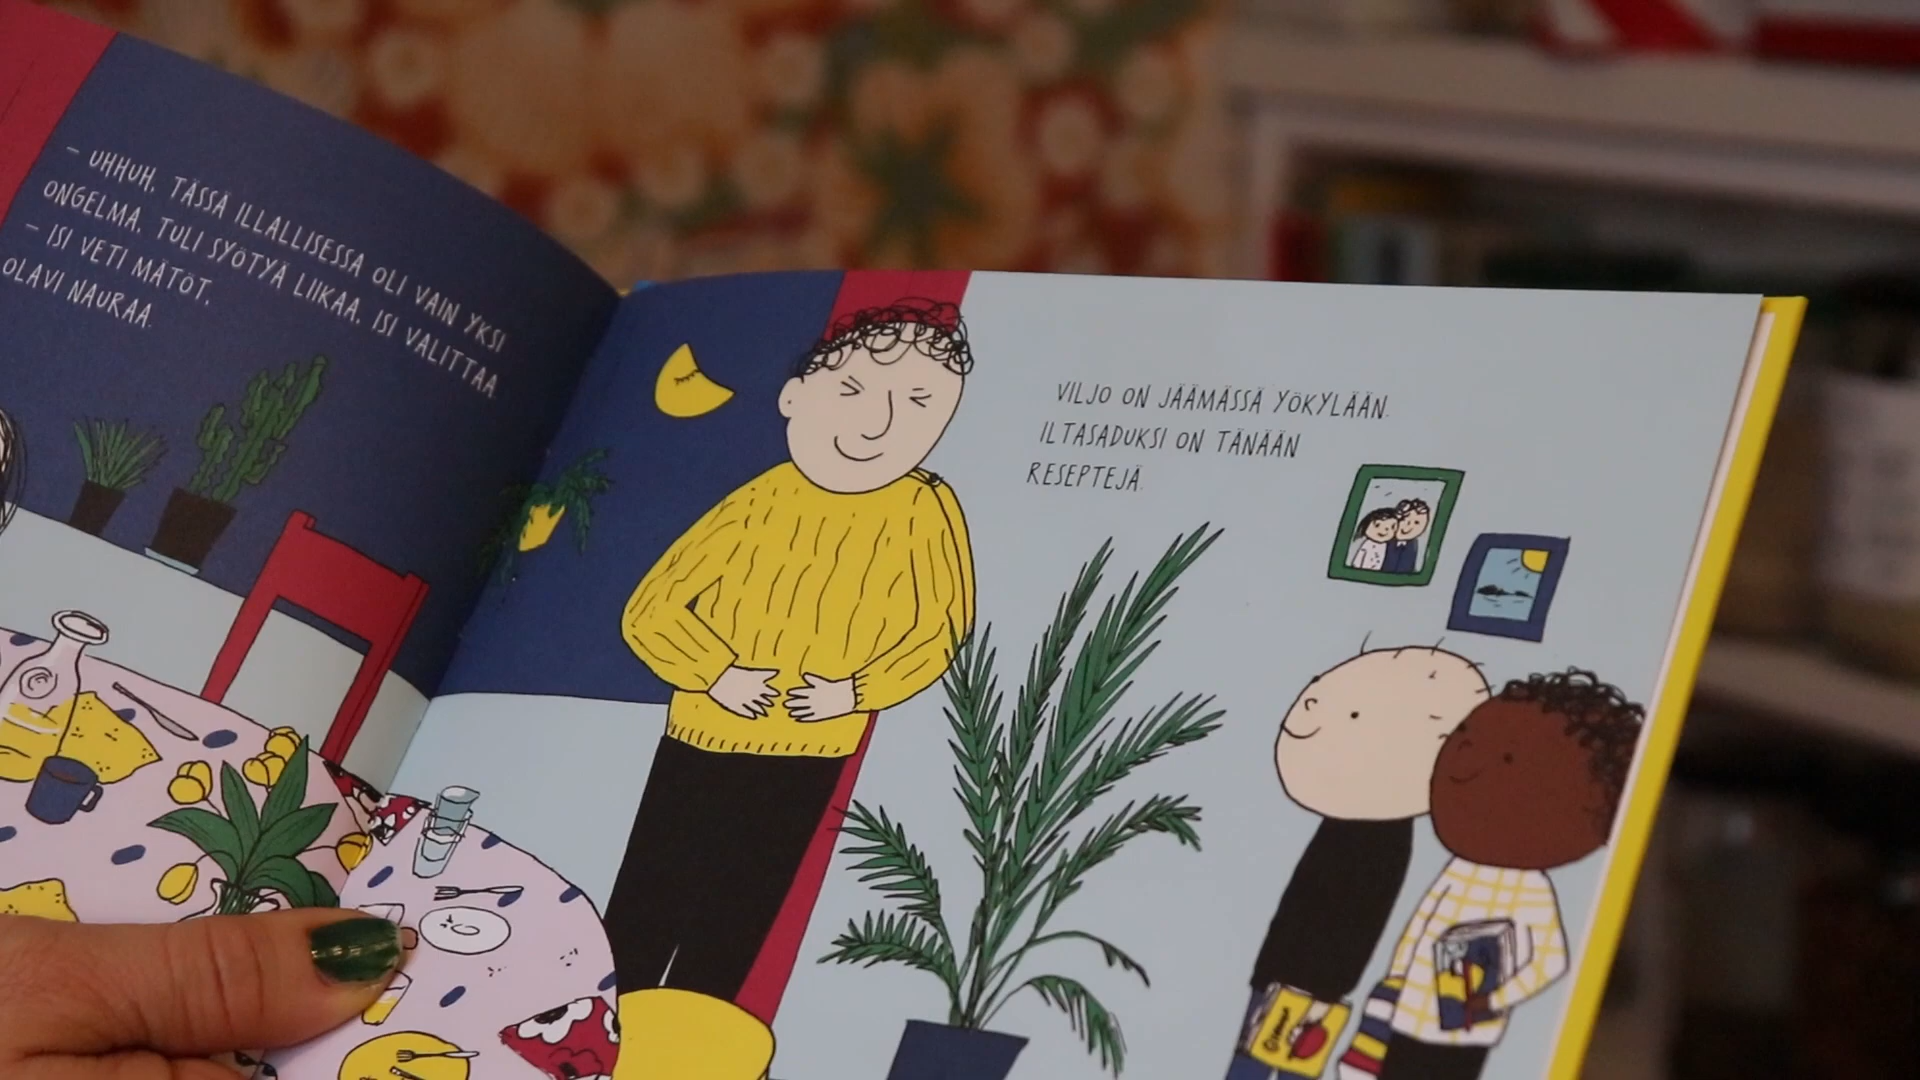 – UHHUH, TÄSSÄ ILLALLISESSA OLI VAIN YKSI
ONGELMA. TULI SYÖTYÄ LIIKAA, ISI VALITTAA.
– ISI VETI MÄTÖT,
OLAVI NAURAA.
VILJO ON JÄÄMÄSSÄ YÖKYLÄÄN.
ILTASADUKSI ON TÄNÄÄN
RESEPTEJÄ.